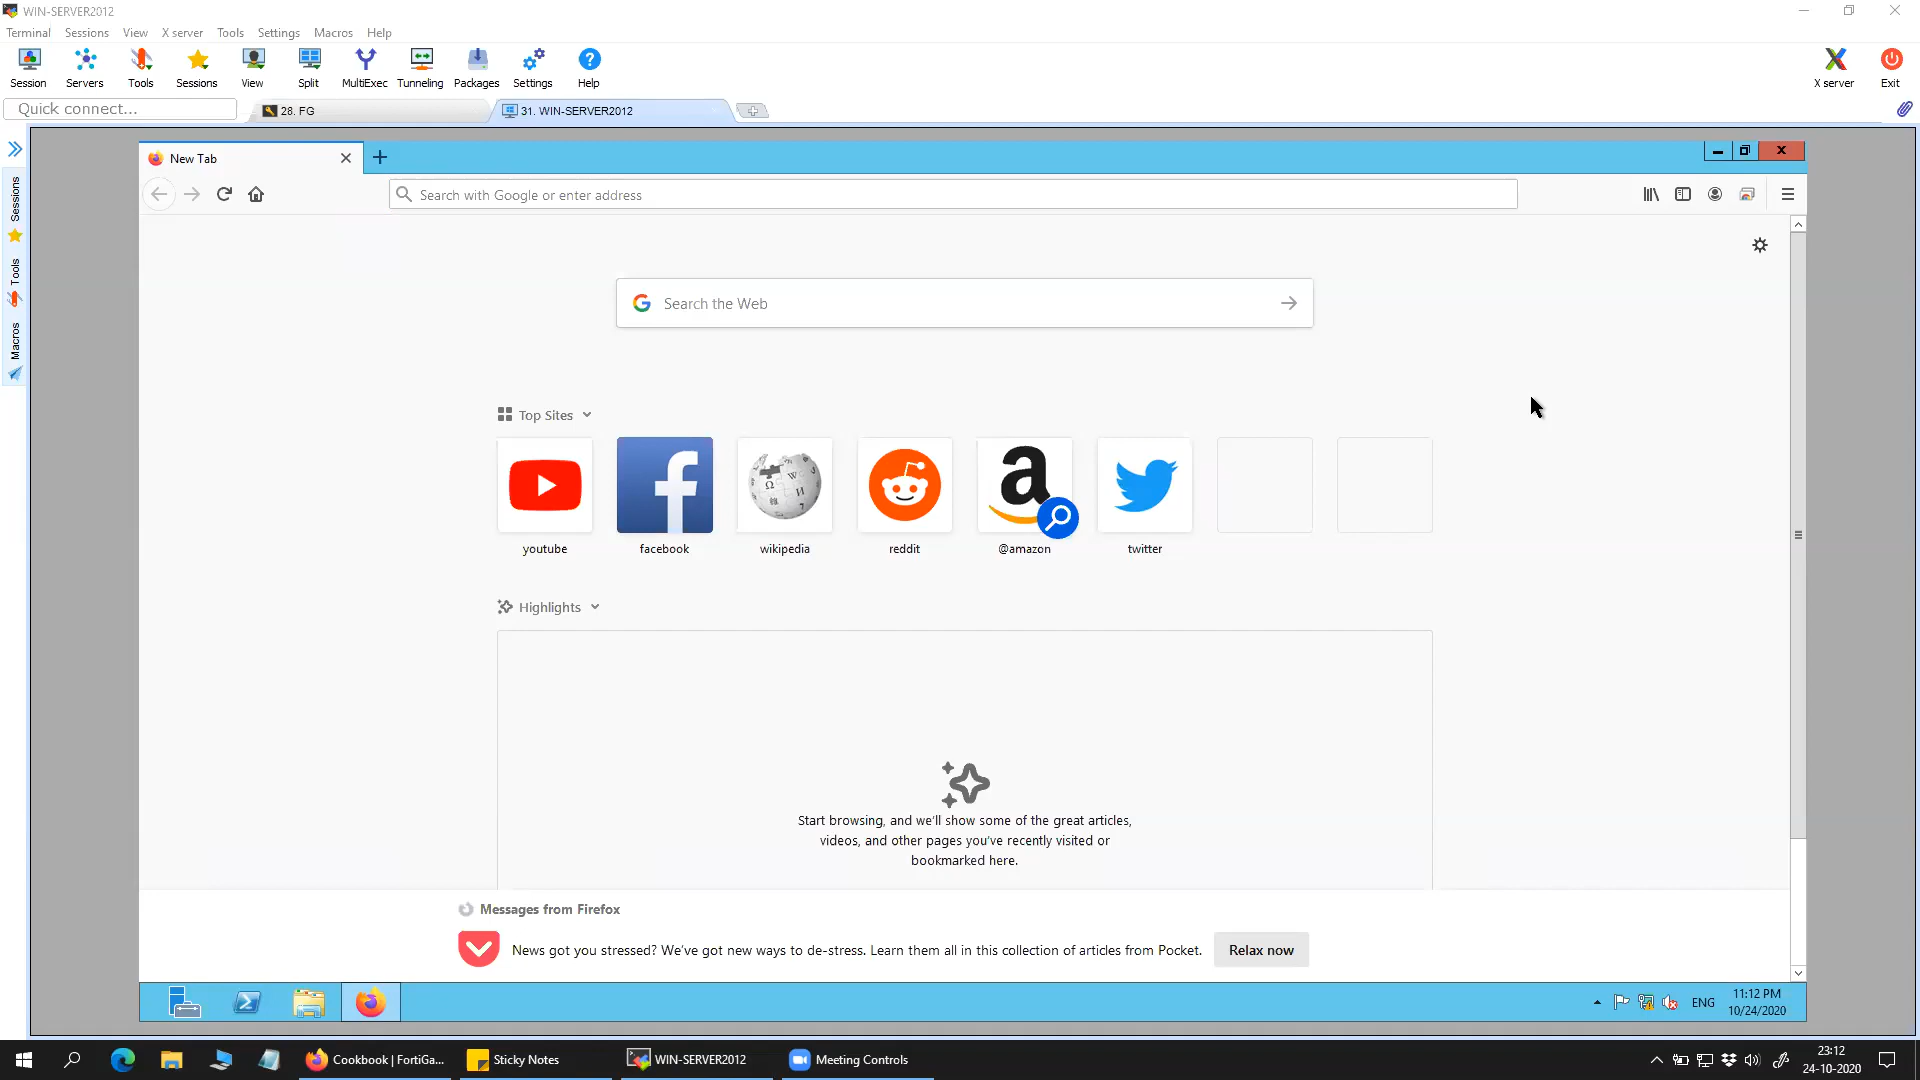 WIN-SERVER2012
Terminal Sessions View X server Tools Settings Macros Help
Session Servers Tools Sessions View Split MultiExec Tunneling Packages Settings Help X server Exit
Quick connect... 28. FG 31. WIN-SERVER2012
New Tab
Search with Google or enter address
Sessions
Tools
Macros
Search the Web
Top Sites
youtube facebook wikipedia reddit @amazon twitter
Highlights
Start browsing, and we'll show some of the great articles,
videos, and other pages you've recently visited or
bookmarked here.
Messages from Firefox
News got you stressed? We've got new ways to de-stress. Learn them all in this collection of articles from Pocket. Relax now
ENG 11:12 PM
10/24/2020
Cookbook | FortiGa... Sticky Notes WIN-SERVER2012 Meeting Controls 23:12
24-10-2020